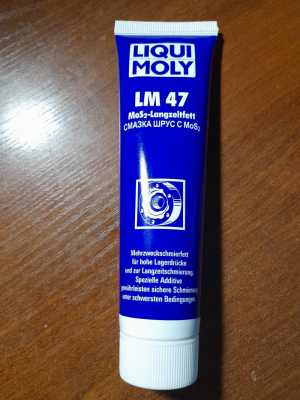 LIQUI
MOLY
LM 47
MoS₂-Langzeitfett
СМАЗКА ШРУС С MoS₂
Mehrzweckschmierfett
für hohe Lagerdrücke
und zur Langzeitschmierung.
Spezielle Additive
gewährleisten sichere Schmierung
unter schwersten Bedingungen.